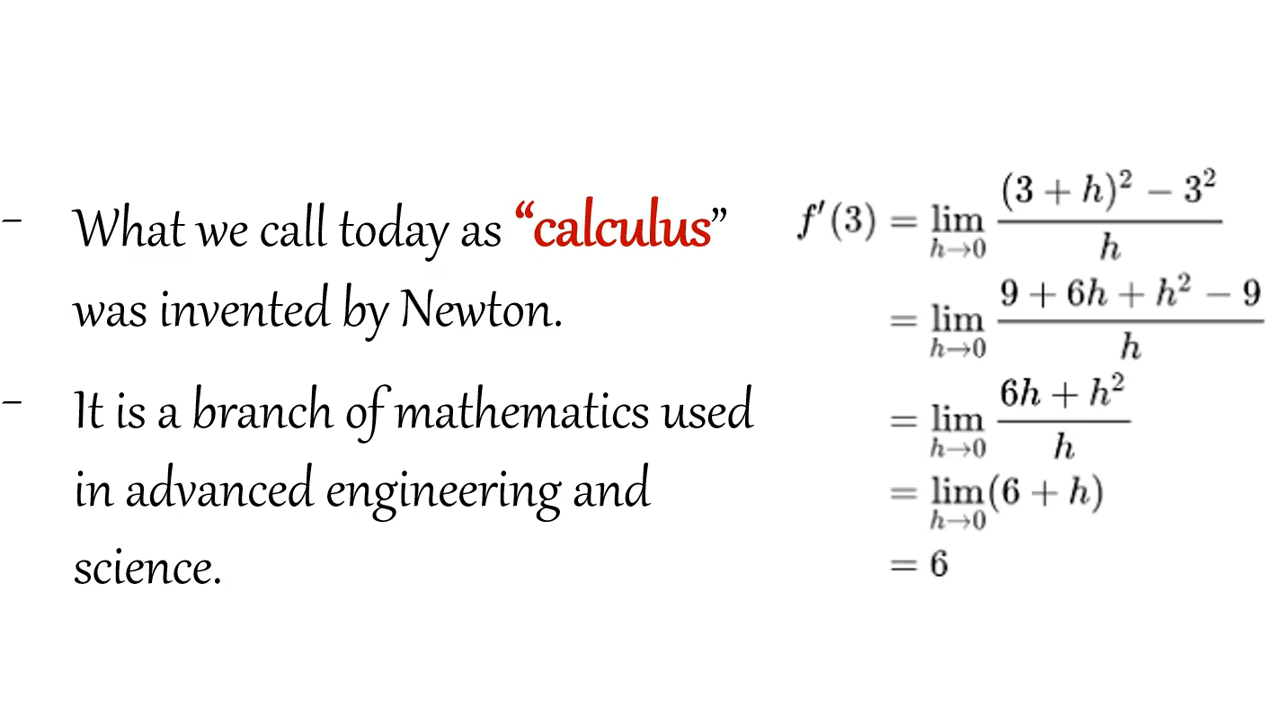 - What we call today as “calculus”
was invented by Newton.
- It is a branch of mathematics used
in advanced engineering and
science.
f′(3) = lim h→0 (3 + h)² − 3² / h
= lim h→0 9 + 6h + h² − 9 / h
= lim h→0 6h + h² / h
= lim h→0 (6 + h)
= 6